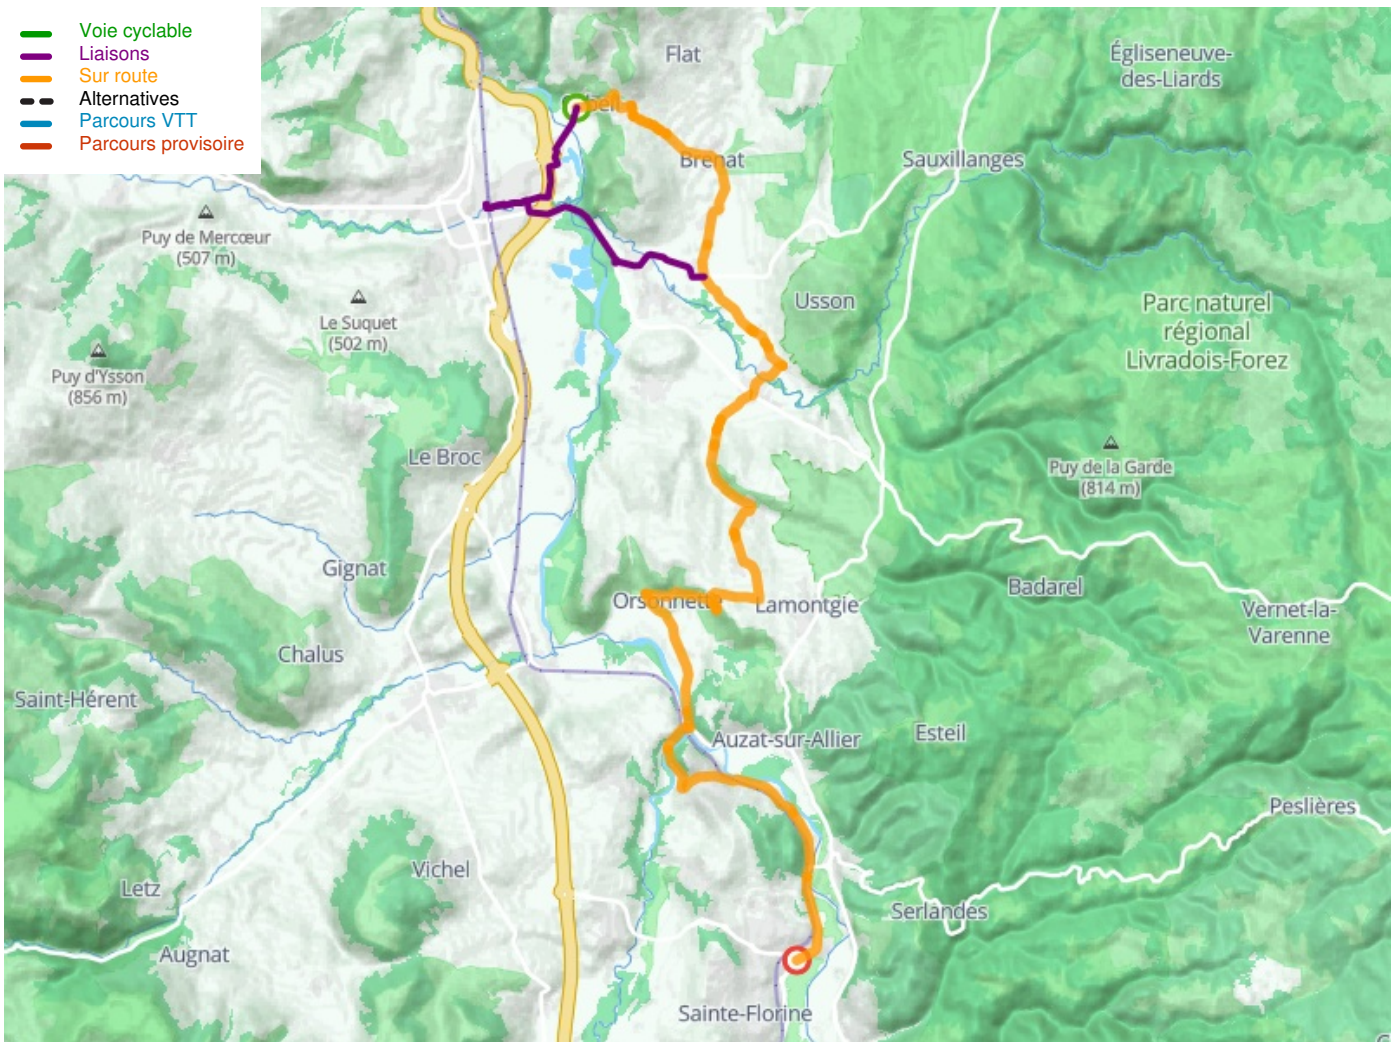 Voie cyclable
Liaisons
Sur route
Alternatives
Parcours VTT
Parcours provisoire
Flat
Égliseneuve-
des-Liards
Brenat
Sauxillanges
Puy de Mercœur
(507 m)
Usson
Parc naturel
régional
Livradois-Forez
Le Suquet
(502 m)
Puy d'Ysson
(856 m)
Le Broc
Puy de la Garde
(814 m)
Gignat
Badarel
Orsonnette
Lamontgie
Vernet-la-
Varenne
Chalus
Saint-Hérent
Auzat-sur-Allier
Esteil
Peslières
Vichel
Letz
Serlandes
Augnat
Sainte-Florine